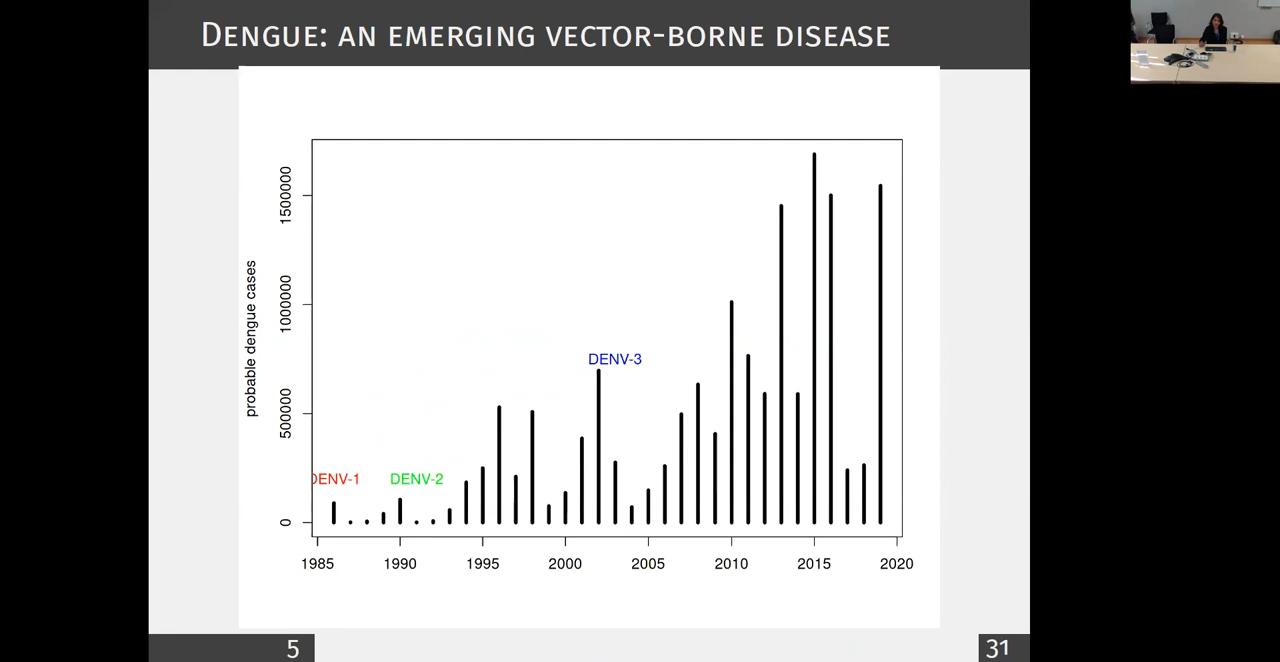 Dengue: an emerging vector-borne disease
probable dengue cases
1500000
1000000
500000
0
DENV-1
DENV-2
DENV-3
1985 1990 1995 2000 2005 2010 2015 2020
5
31